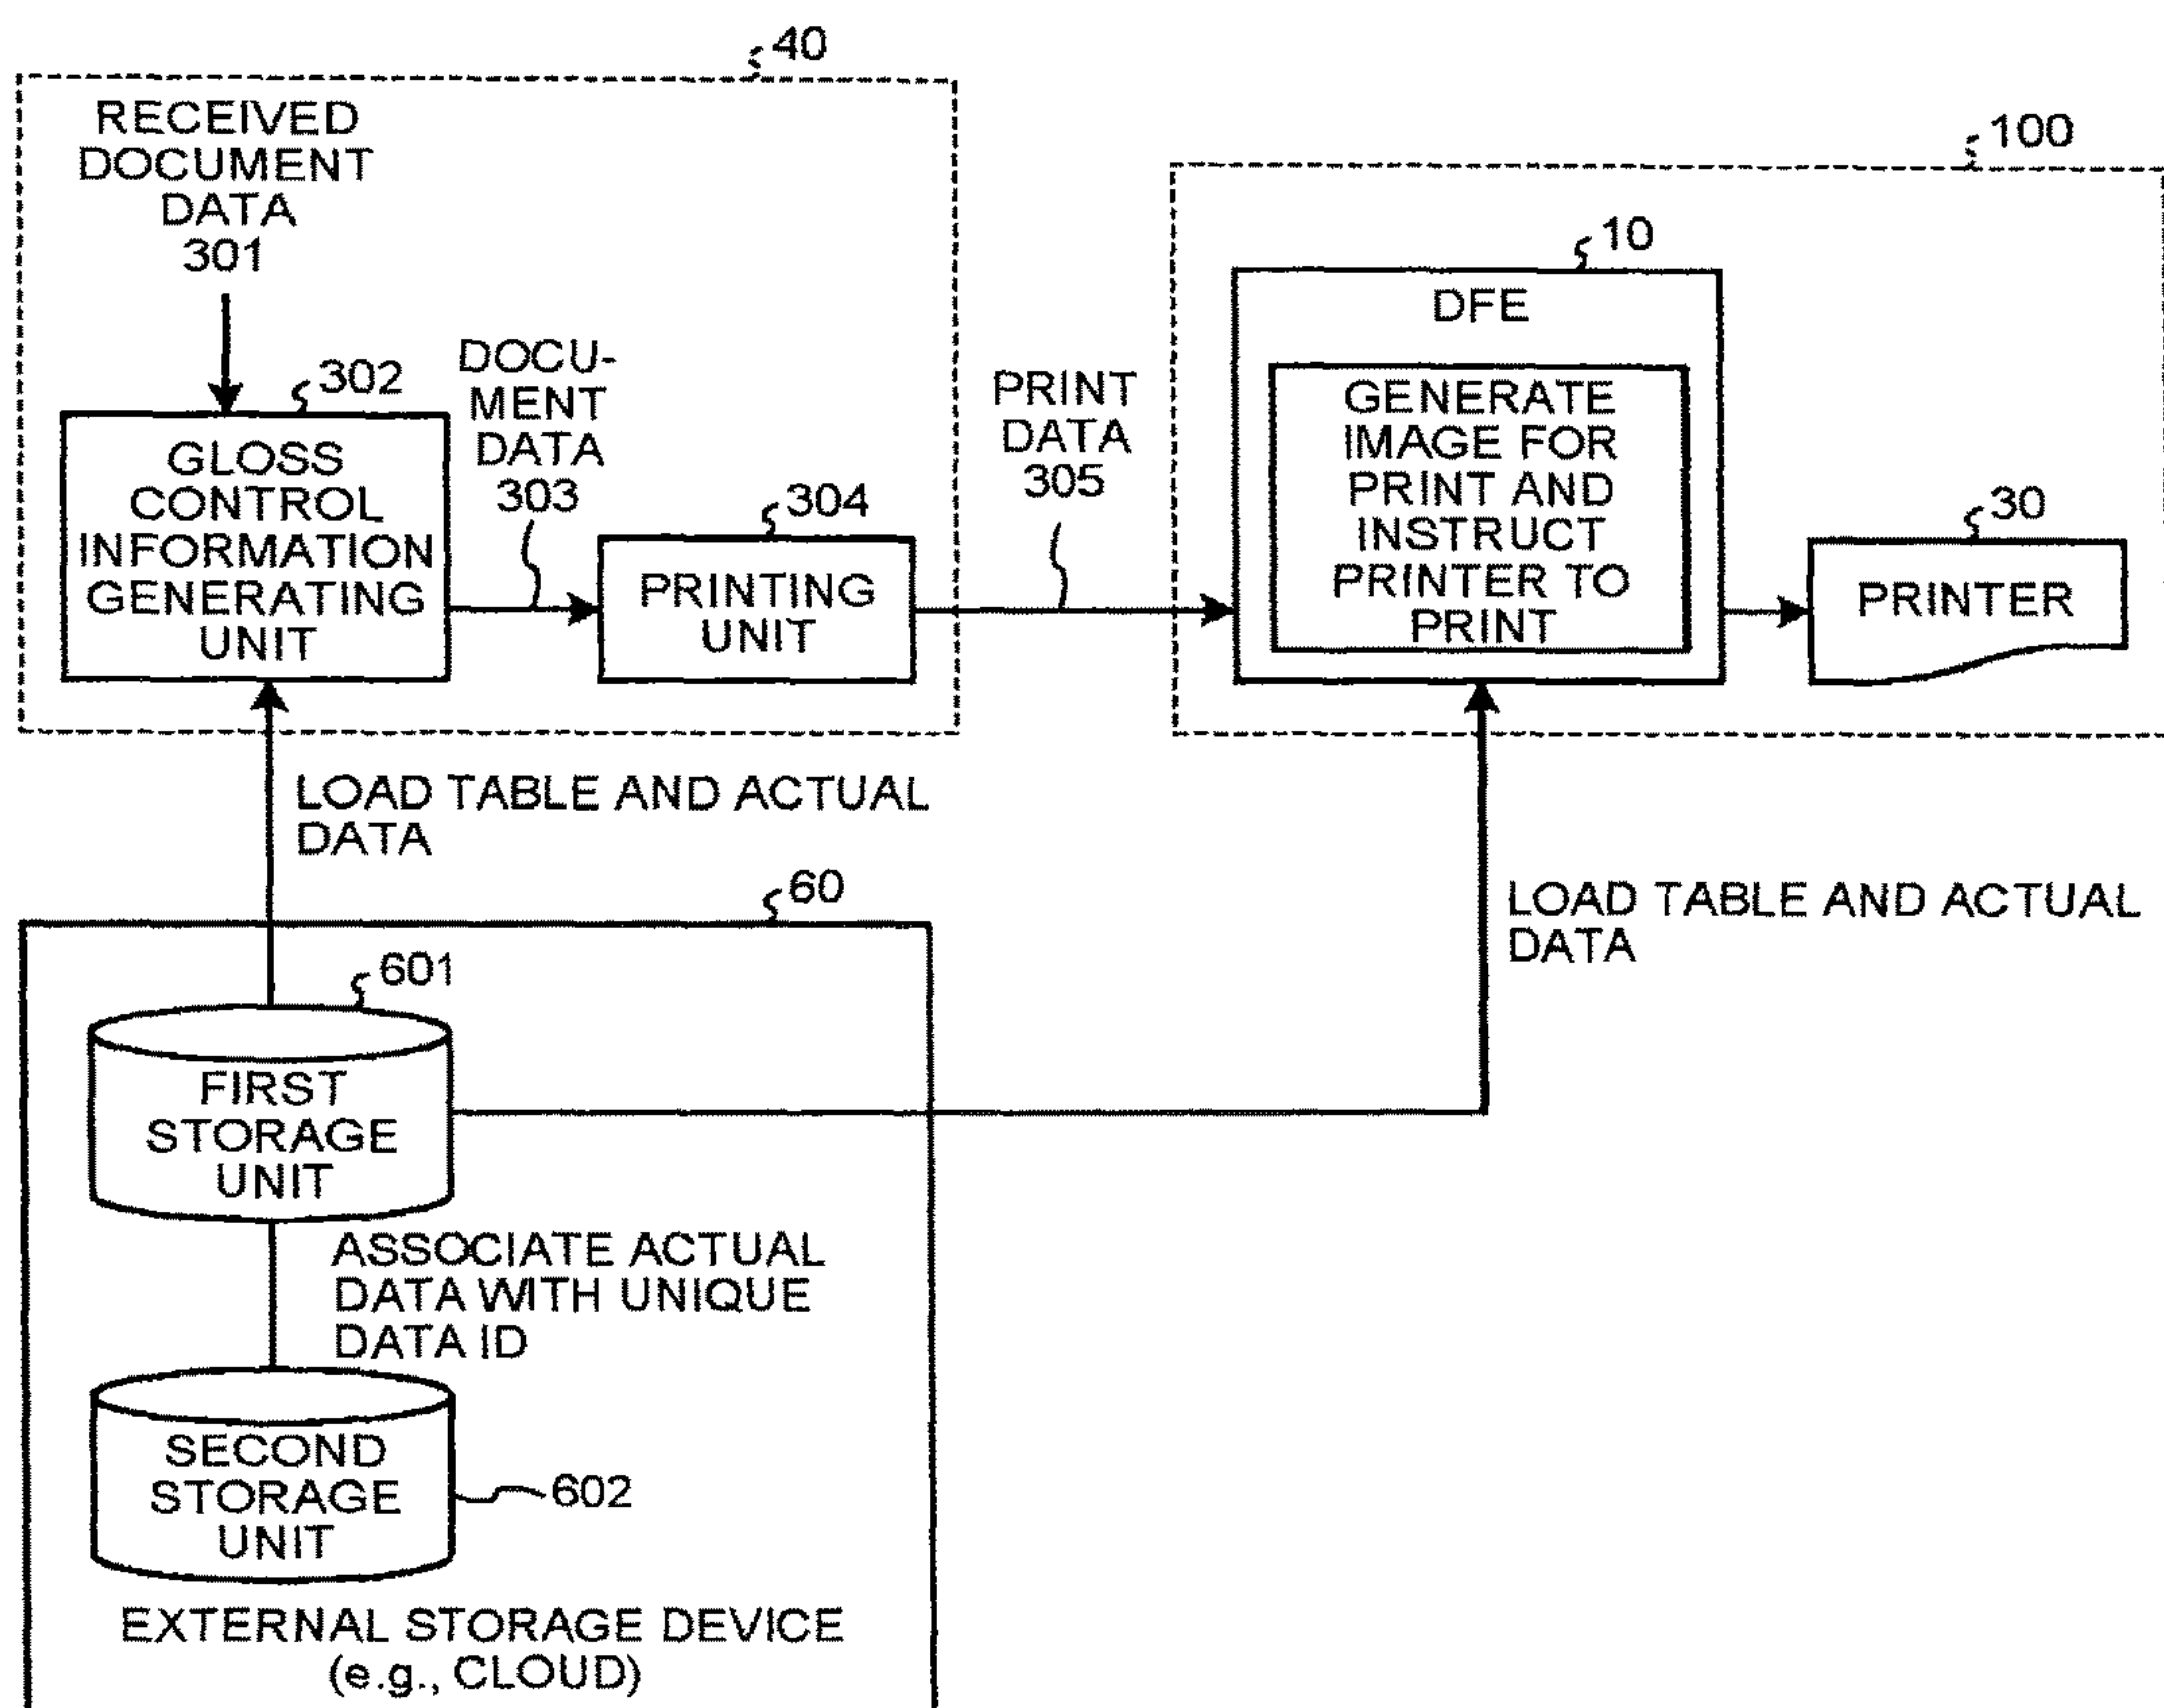 40
RECEIVED
DOCUMENT
DATA
301
302
GLOSS
CONTROL
INFORMATION
GENERATING
UNIT
DOCU-
MENT
DATA
303
304
PRINTING
UNIT
PRINT
DATA
305
100
10
DFE
GENERATE
IMAGE FOR
PRINT AND
INSTRUCT
PRINTER TO
PRINT
30
PRINTER
LOAD TABLE AND ACTUAL
DATA
LOAD TABLE AND ACTUAL
DATA
60
601
FIRST
STORAGE
UNIT
ASSOCIATE ACTUAL
DATA WITH UNIQUE
DATA ID
SECOND
STORAGE
UNIT
602
EXTERNAL STORAGE DEVICE
(e.g., CLOUD)